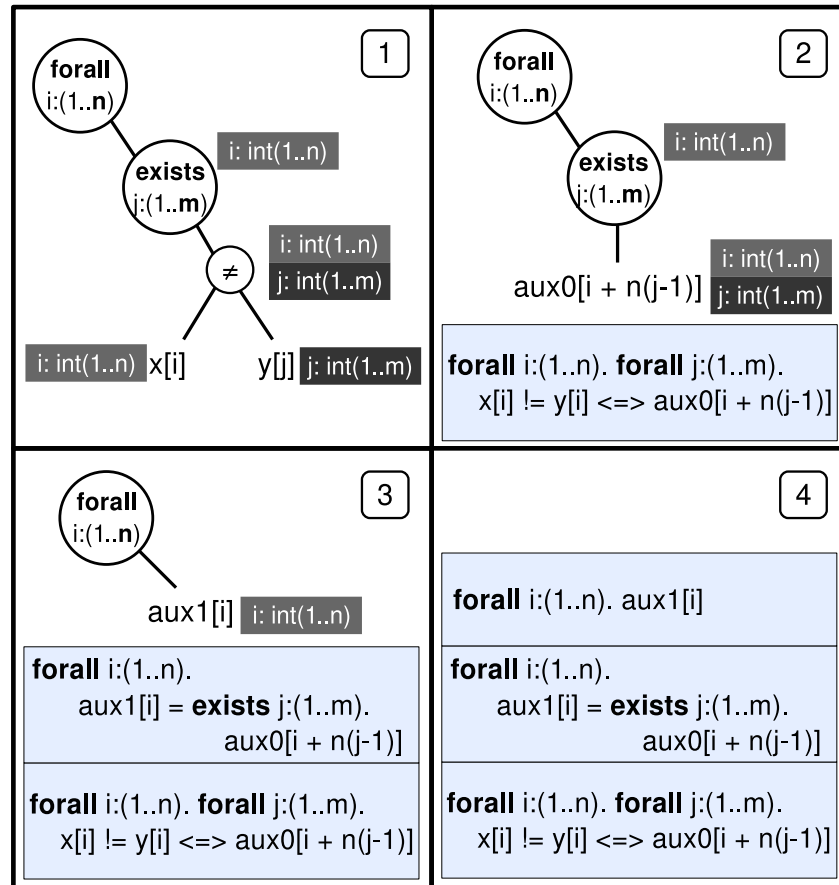 1
forall
i:(1..n)
i: int(1..n)
exists
j:(1..m)
i: int(1..n)
≠
j: int(1..m)
i: int(1..n) x[i] y[j] j: int(1..m)
2
forall
i:(1..n)
i: int(1..n)
exists
j:(1..m)
i: int(1..n)
aux0[i + n(j-1)] j: int(1..m)
forall i:(1..n). forall j:(1..m).
x[i] != y[i] <=> aux0[i + n(j-1)]
3
forall
i:(1..n)
aux1[i] i: int(1..n)
forall i:(1..n).
aux1[i] = exists j:(1..m).
aux0[i + n(j-1)]
forall i:(1..n). forall j:(1..m).
x[i] != y[i] <=> aux0[i + n(j-1)]
4
forall i:(1..n). aux1[i]
forall i:(1..n).
aux1[i] = exists j:(1..m).
aux0[i + n(j-1)]
forall i:(1..n). forall j:(1..m).
x[i] != y[i] <=> aux0[i + n(j-1)]